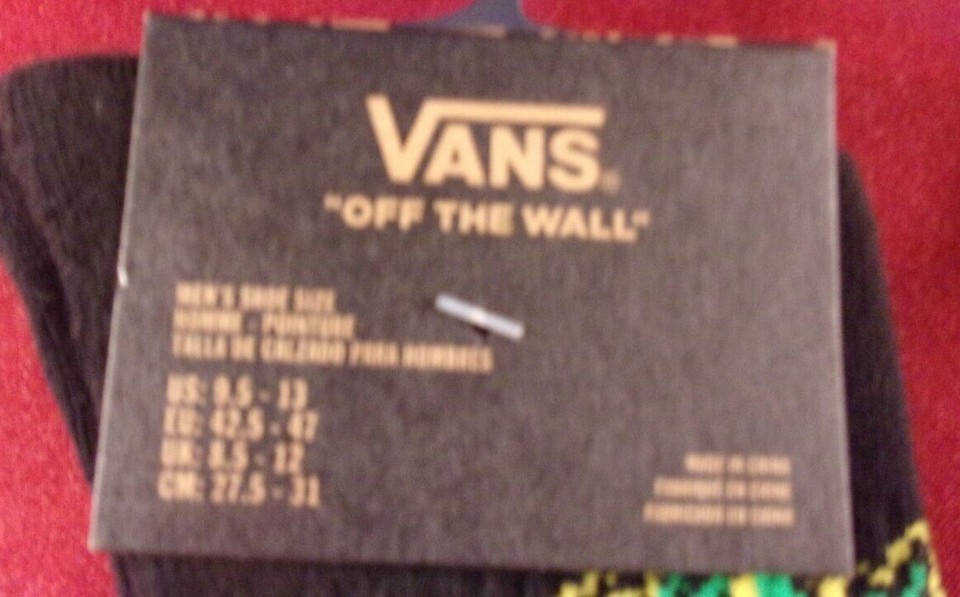 VANS
"OFF THE WALL"
MEN'S SHOE SIZE
HOMME - POINTURE
TALLA DE CALZADO PARA HOMBRES
US: 9.5 - 13
EU: 42.5 - 47
UK: 8.5 - 12
CM: 27.5 - 31
MADE IN CHINA
FABRIQUÉ EN CHINE
FABRICADO EN CHINA